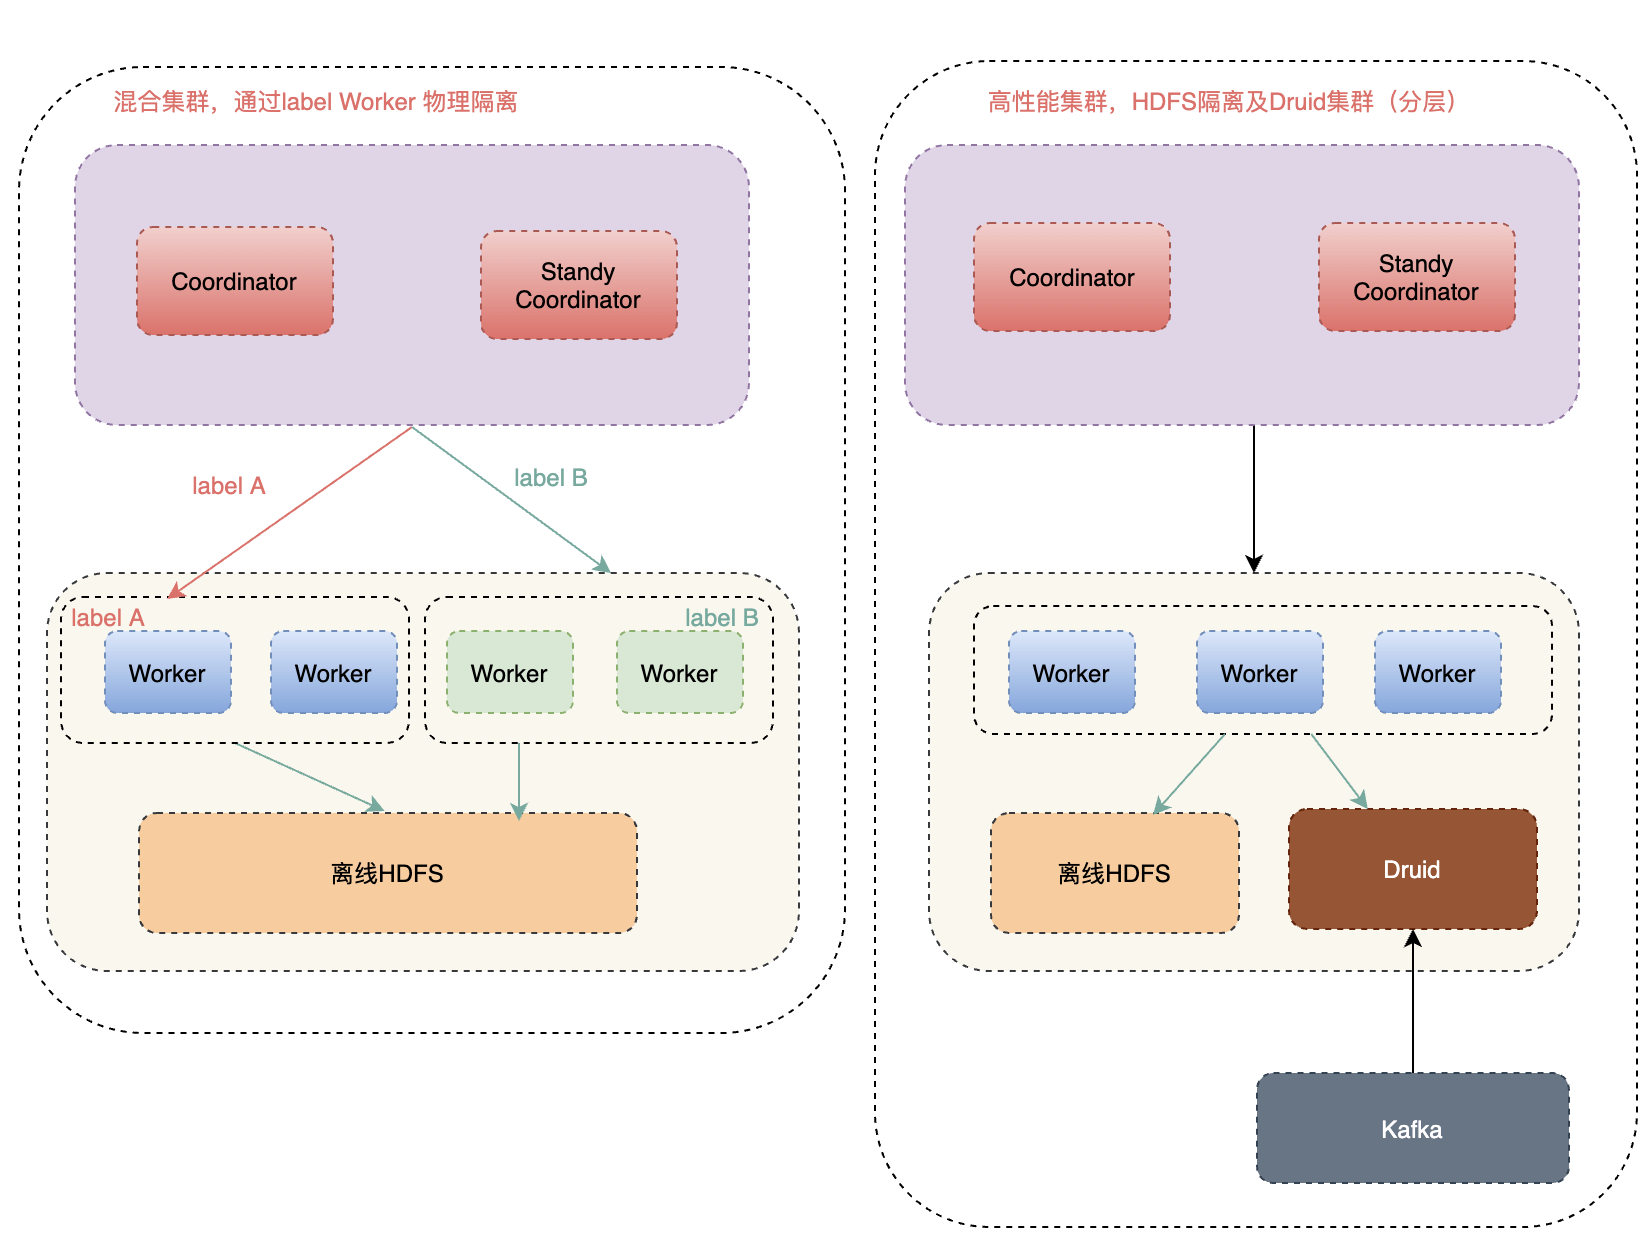 混合集群，通过label Worker 物理隔离
Coordinator
Standy
Coordinator
label A
label B
label A
label B
Worker
Worker
Worker
Worker
离线HDFS
高性能集群，HDFS隔离及Druid集群（分层）
Coordinator
Standy
Coordinator
Worker
Worker
Worker
离线HDFS
Druid
Kafka